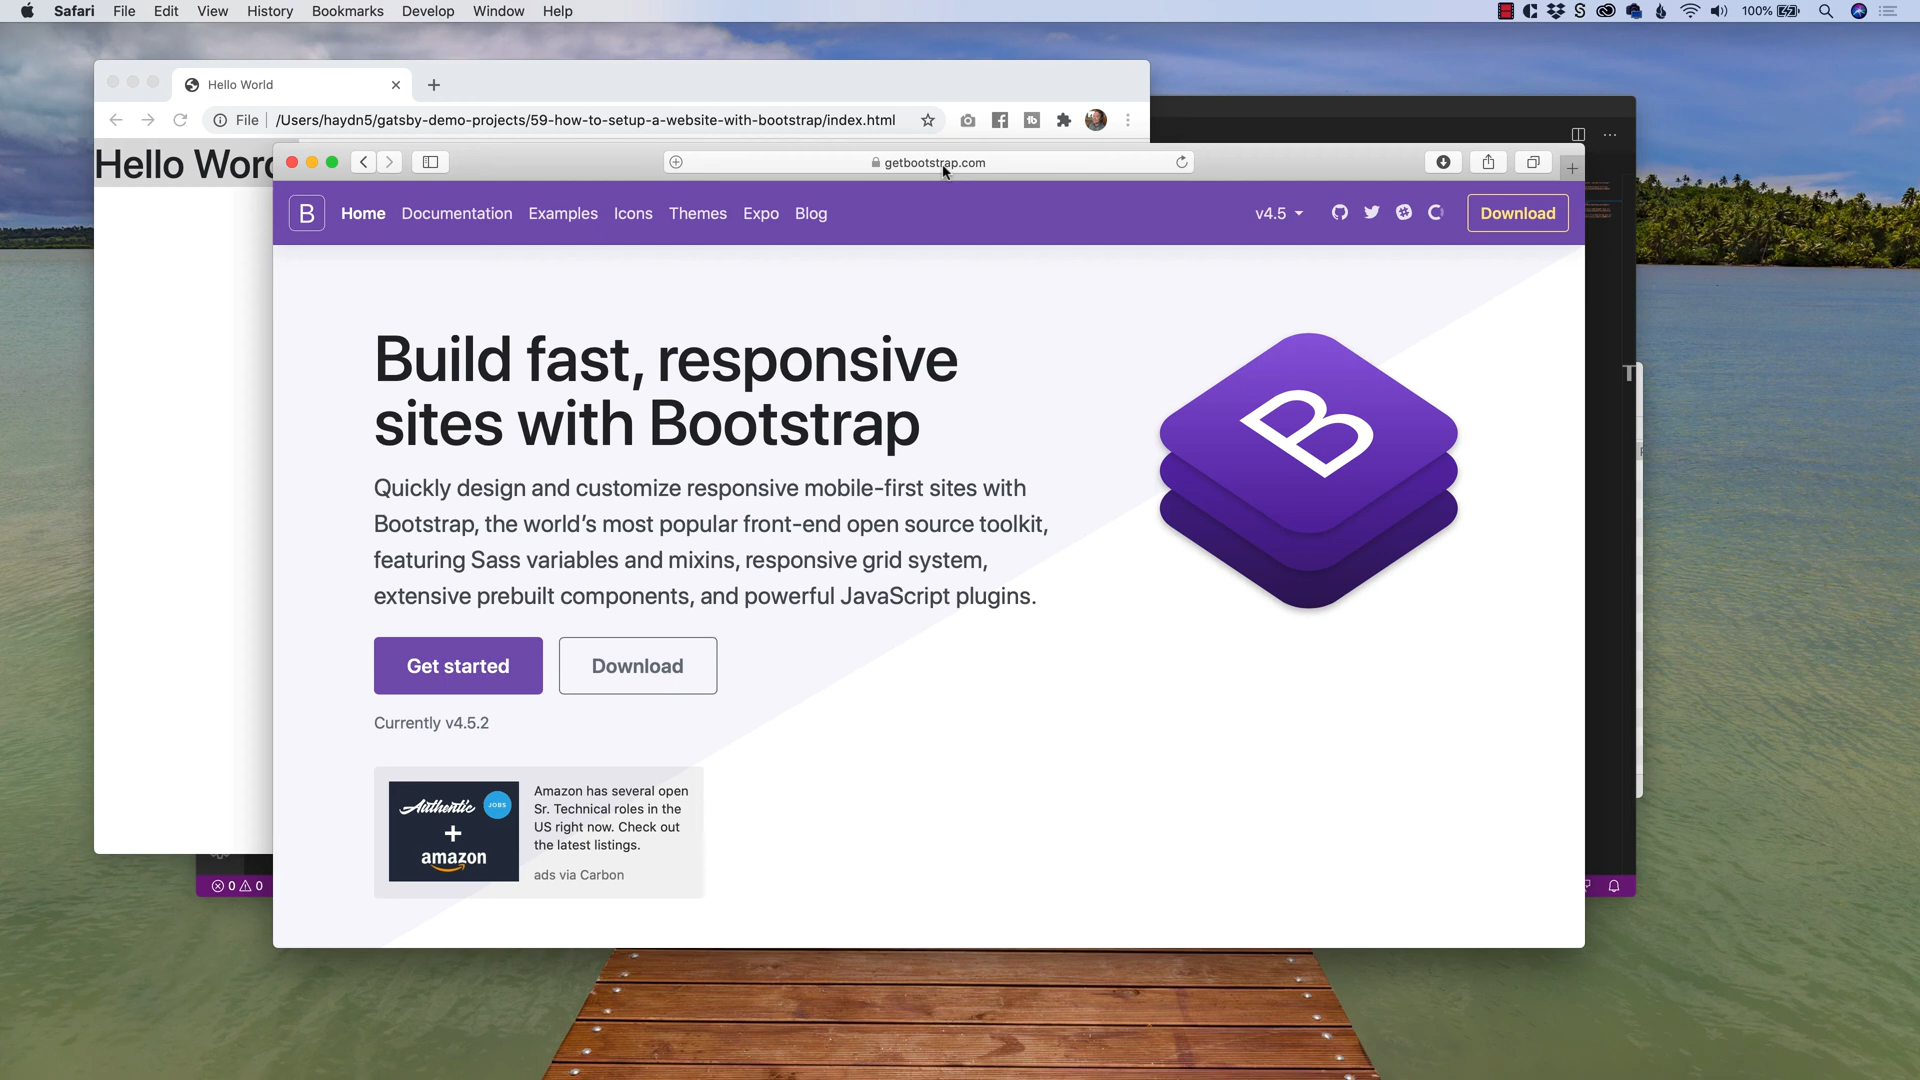 Safari File Edit View History Bookmarks Develop Window Help
100%
Hello World
File /Users/haydn5/gatsby-demo-projects/59-how-to-setup-a-website-with-bootstrap/index.html
Hello Word
getbootstrap.com
B Home Documentation Examples Icons Themes Expo Blog
v4.5
Download
Build fast, responsive
sites with Bootstrap
B
Quickly design and customize responsive mobile-first sites with
Bootstrap, the world's most popular front-end open source toolkit,
featuring Sass variables and mixins, responsive grid system,
extensive prebuilt components, and powerful JavaScript plugins.
Get started
Download
Currently v4.5.2
Authentic JOBS
+
amazon
Amazon has several open
Sr. Technical roles in the
US right now. Check out
the latest listings.
ads via Carbon
0 0